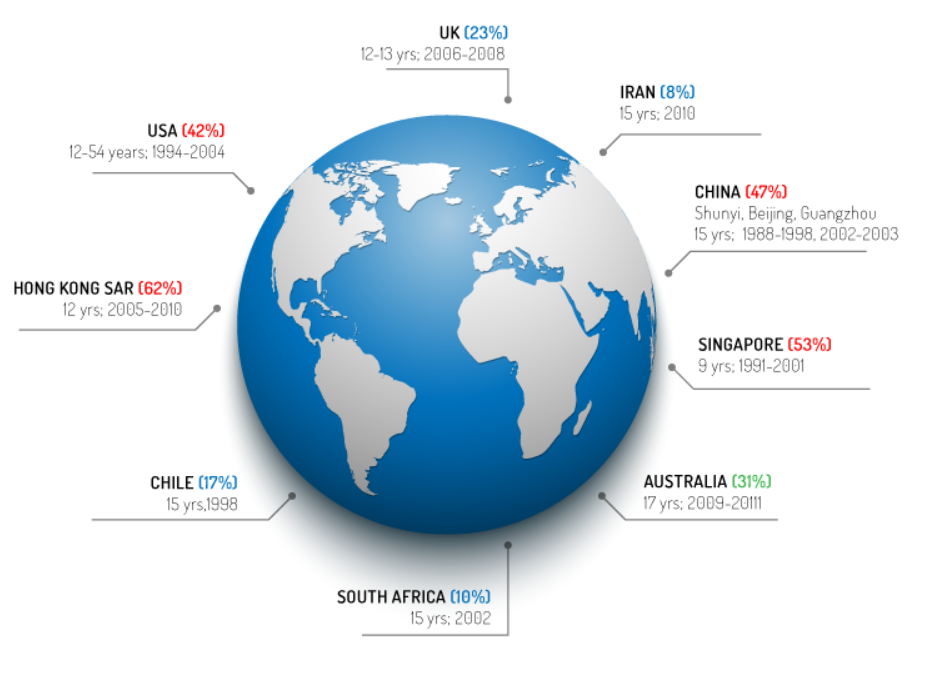 UK (23%)
12-13 yrs; 2006-2008
IRAN (8%)
15 yrs; 2010
USA (42%)
12-54 years; 1994-2004
CHINA (47%)
Shunyi, Beijing, Guangzhou
15 yrs; 1988-1998, 2002-2003
HONG KONG SAR (62%)
12 yrs; 2005-2010
SINGAPORE (53%)
9 yrs; 1991-2001
CHILE (17%)
15 yrs,1998
AUSTRALIA (31%)
17 yrs; 2009-20111
SOUTH AFRICA (10%)
15 yrs; 2002